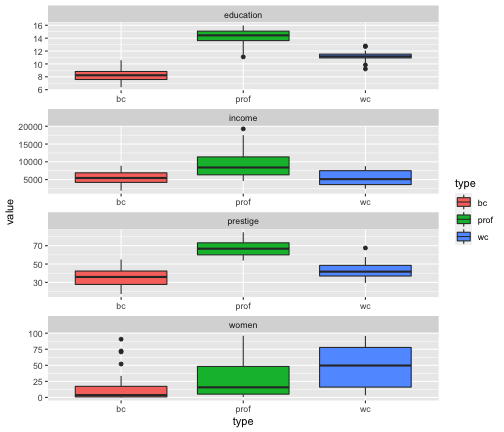 education
16
14
12
10
8
6
bc prof wc
income
20000
15000
10000
5000
bc prof wc
value
prestige
70
50
30
bc prof wc
women
100
75
50
25
0
bc prof wc
type
type
bc
prof
wc